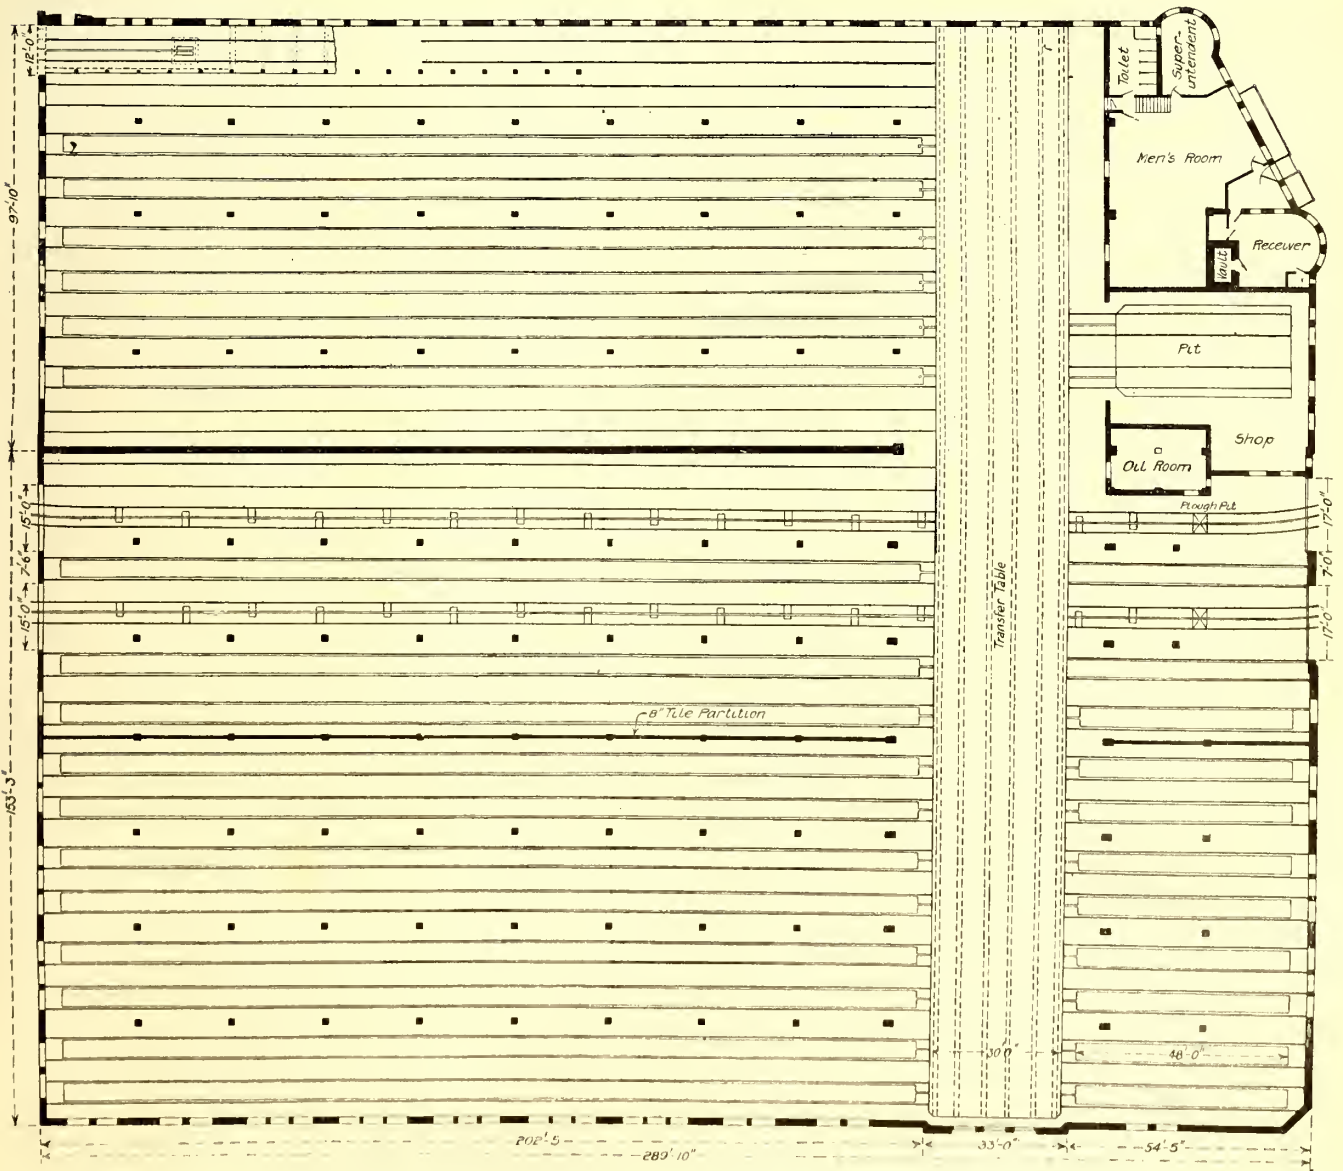 12'-0"
Toilet
Super-
intendent
Men's Room
97'-10"
Receiver
Vault
Pit
Shop
Oil Room
Plough Pit
15'-0"
17'-0"
7'-6"
7'-0"
15'-0"
17'-0"
Transfer Table
8" Tile Partition
153'-3"
30'0"
48'-0"
202'-5
33'-0"
54'-5"
289'-10"